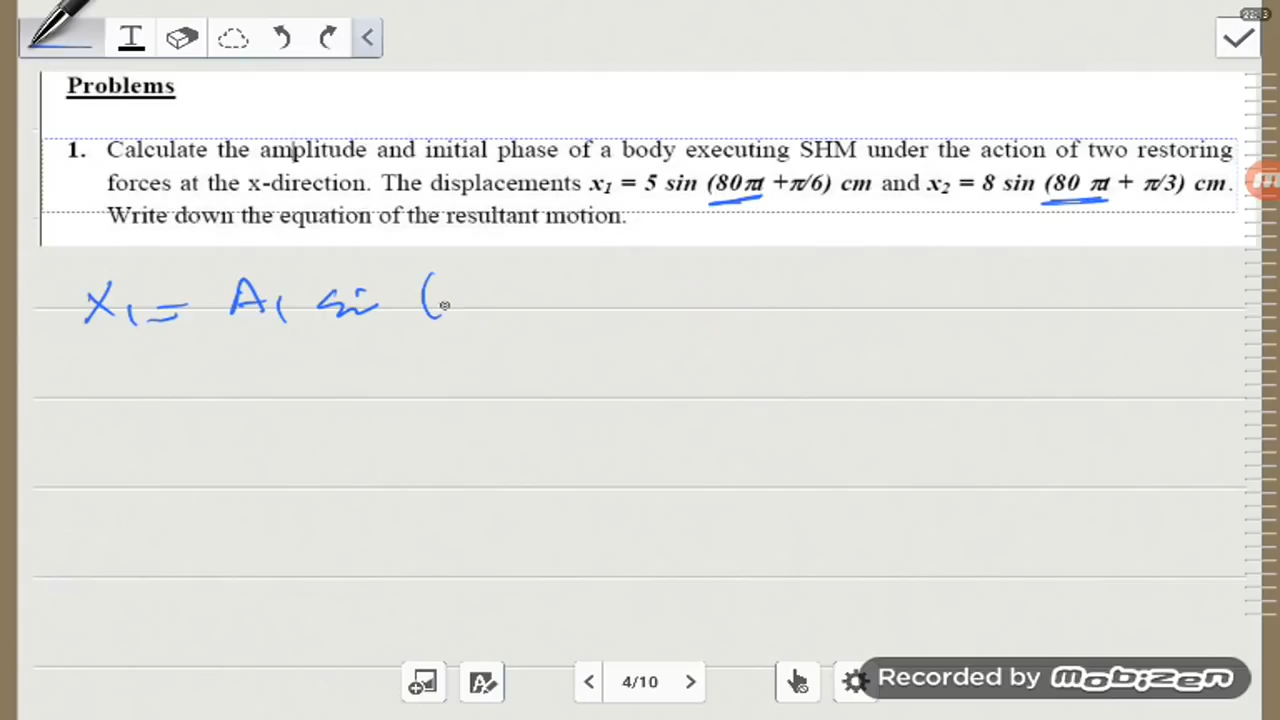 22:43
T
Problems
1. Calculate the amplitude and initial phase of a body executing SHM under the action of two restoring
forces at the x-direction. The displacements x₁ = 5 sin (80πt +π/6) cm and x₂ = 8 sin (80 πt + π/3) cm.
Write down the equation of the resultant motion.
x₁ = A₁ sin (
4/10
Recorded by mobizen